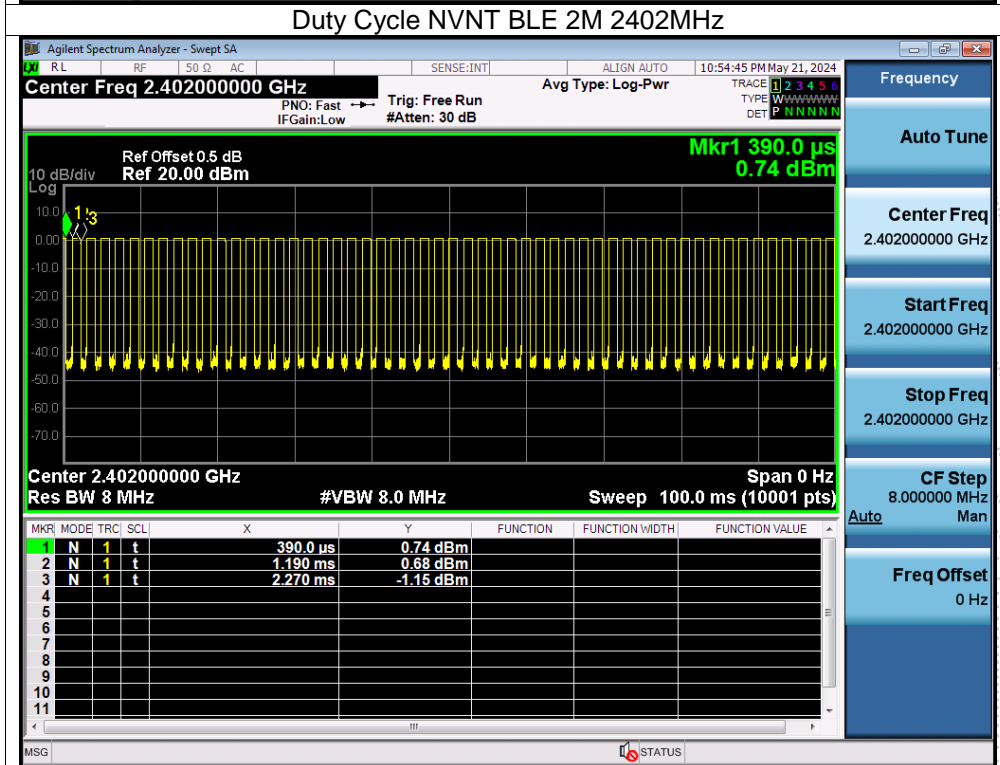 Duty Cycle NVNT BLE 2M 2402MHz
Agilent Spectrum Analyzer - Swept SA
LXI RL RF 50 Ω AC SENSE:INT ALIGN AUTO 10:54:45 PM May 21, 2024
Center Freq 2.402000000 GHz
PNO: Fast
IFGain:Low
Trig: Free Run
#Atten: 30 dB
Avg Type: Log-Pwr
TRACE 1 2 3 4 5 6
TYPE WWWWWW
DET P N N N N N
Frequency
Auto Tune
Center Freq
2.402000000 GHz
Start Freq
2.402000000 GHz
Stop Freq
2.402000000 GHz
CF Step
8.000000 MHz
Auto Man
Freq Offset
0 Hz
Ref Offset 0.5 dB
10 dB/div Ref 20.00 dBm
Log
Mkr1 390.0 µs
0.74 dBm
10.0
0.00
-10.0
-20.0
-30.0
-40.0
-50.0
-60.0
-70.0
Center 2.402000000 GHz Span 0 Hz
Res BW 8 MHz #VBW 8.0 MHz Sweep 100.0 ms (10001 pts)
MKR MODE TRC SCL X Y FUNCTION FUNCTION WIDTH FUNCTION VALUE
1 N 1 t 390.0 µs 0.74 dBm
2 N 1 t 1.190 ms 0.68 dBm
3 N 1 t 2.270 ms -1.15 dBm
4
5
6
7
8
9
10
11
MSG STATUS